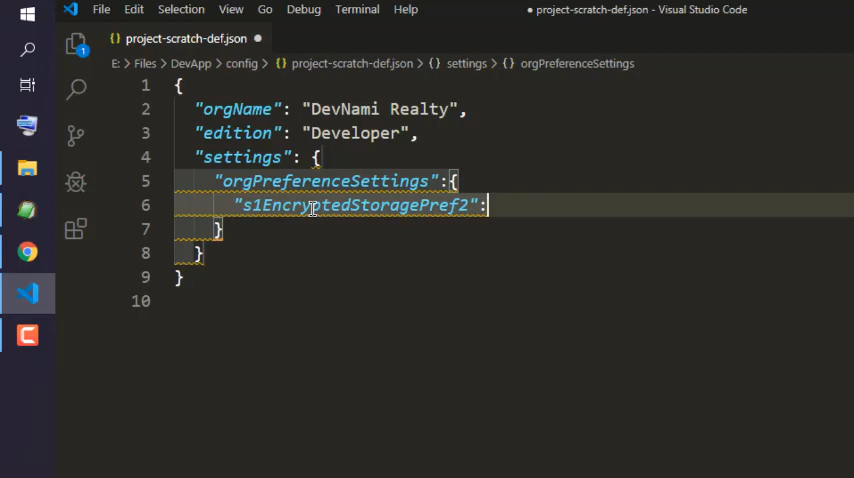 File Edit Selection View Go Debug Terminal Help
● project-scratch-def.json - Visual Studio Code
{} project-scratch-def.json ●
1
E: > Files > DevApp > config > {} project-scratch-def.json > {} settings > {} orgPreferenceSettings
1 {
2 "orgName": "DevNami Realty",
3 "edition": "Developer",
4 "settings": {
5 "orgPreferenceSettings":{
6 "s1EncryptedStoragePref2":
7 }
8 }
9 }
10